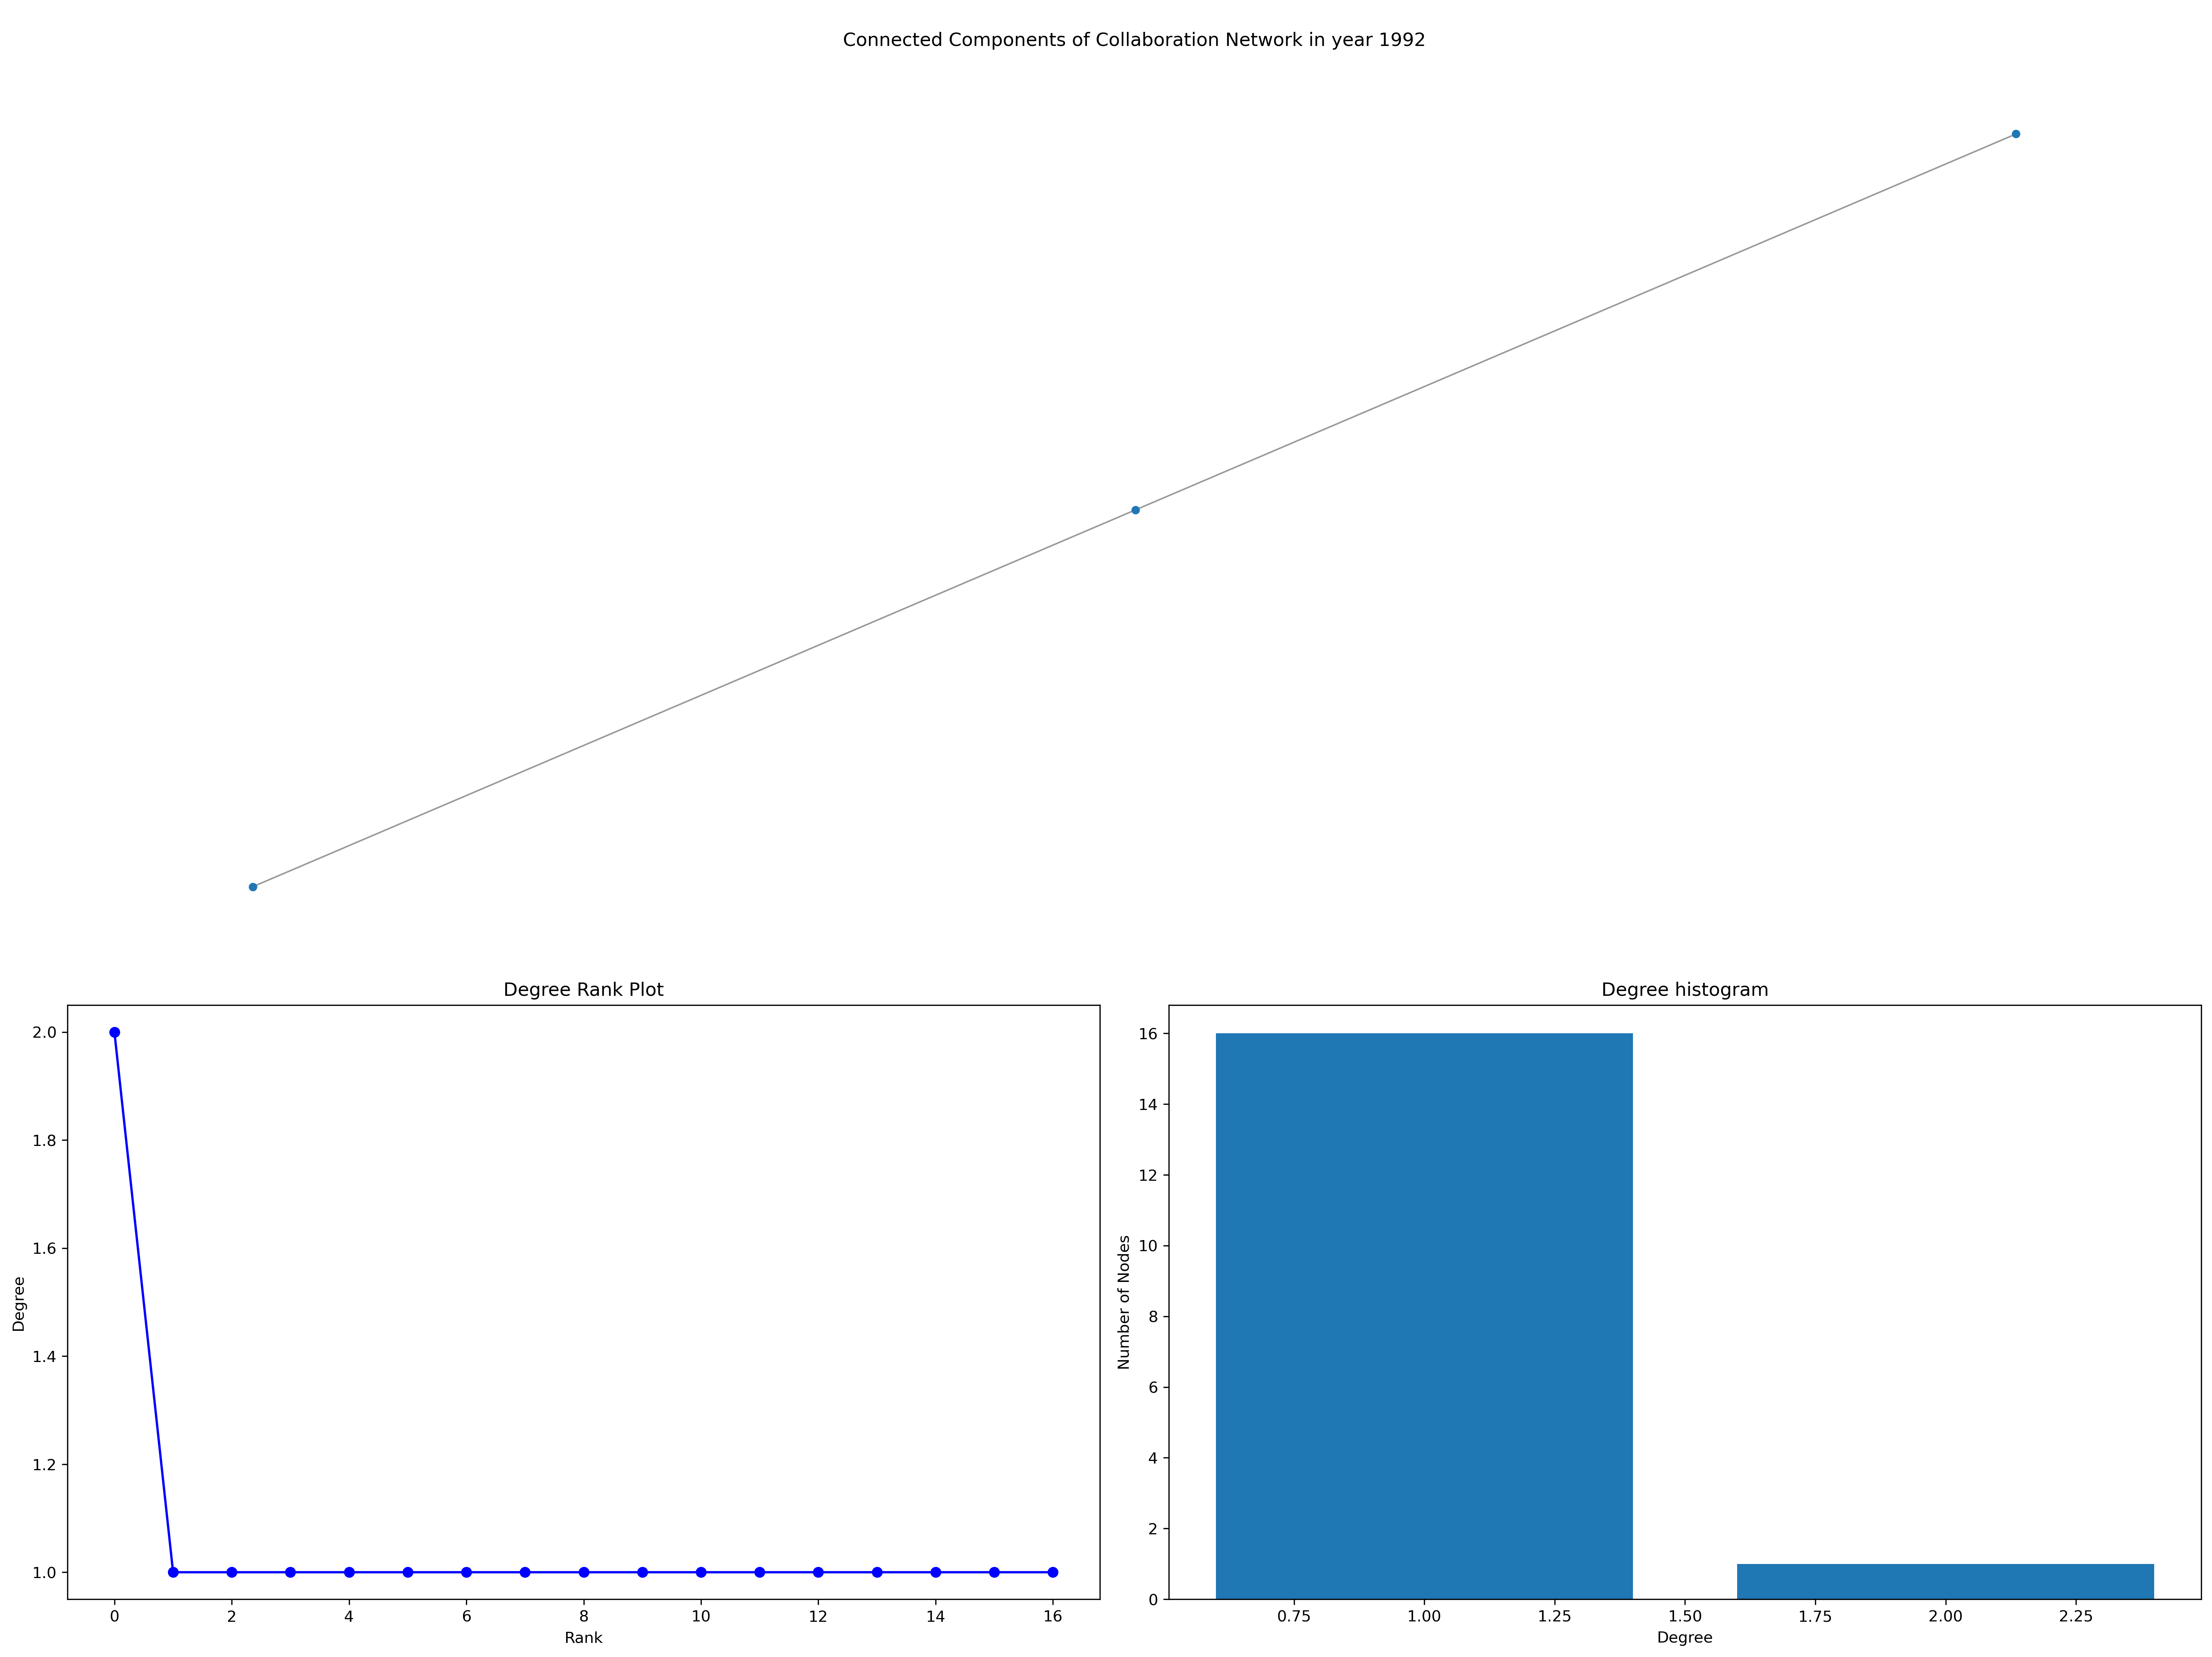 Connected Components of Collaboration Network in year 1992
Degree Rank Plot
2.0
1.8
1.6
1.4
1.2
1.0
Degree
0 2 4 6 8 10 12 14 16
Rank
Degree histogram
16
14
12
10
8
6
4
2
0
Number of Nodes
0.75 1.00 1.25 1.50 1.75 2.00 2.25
Degree